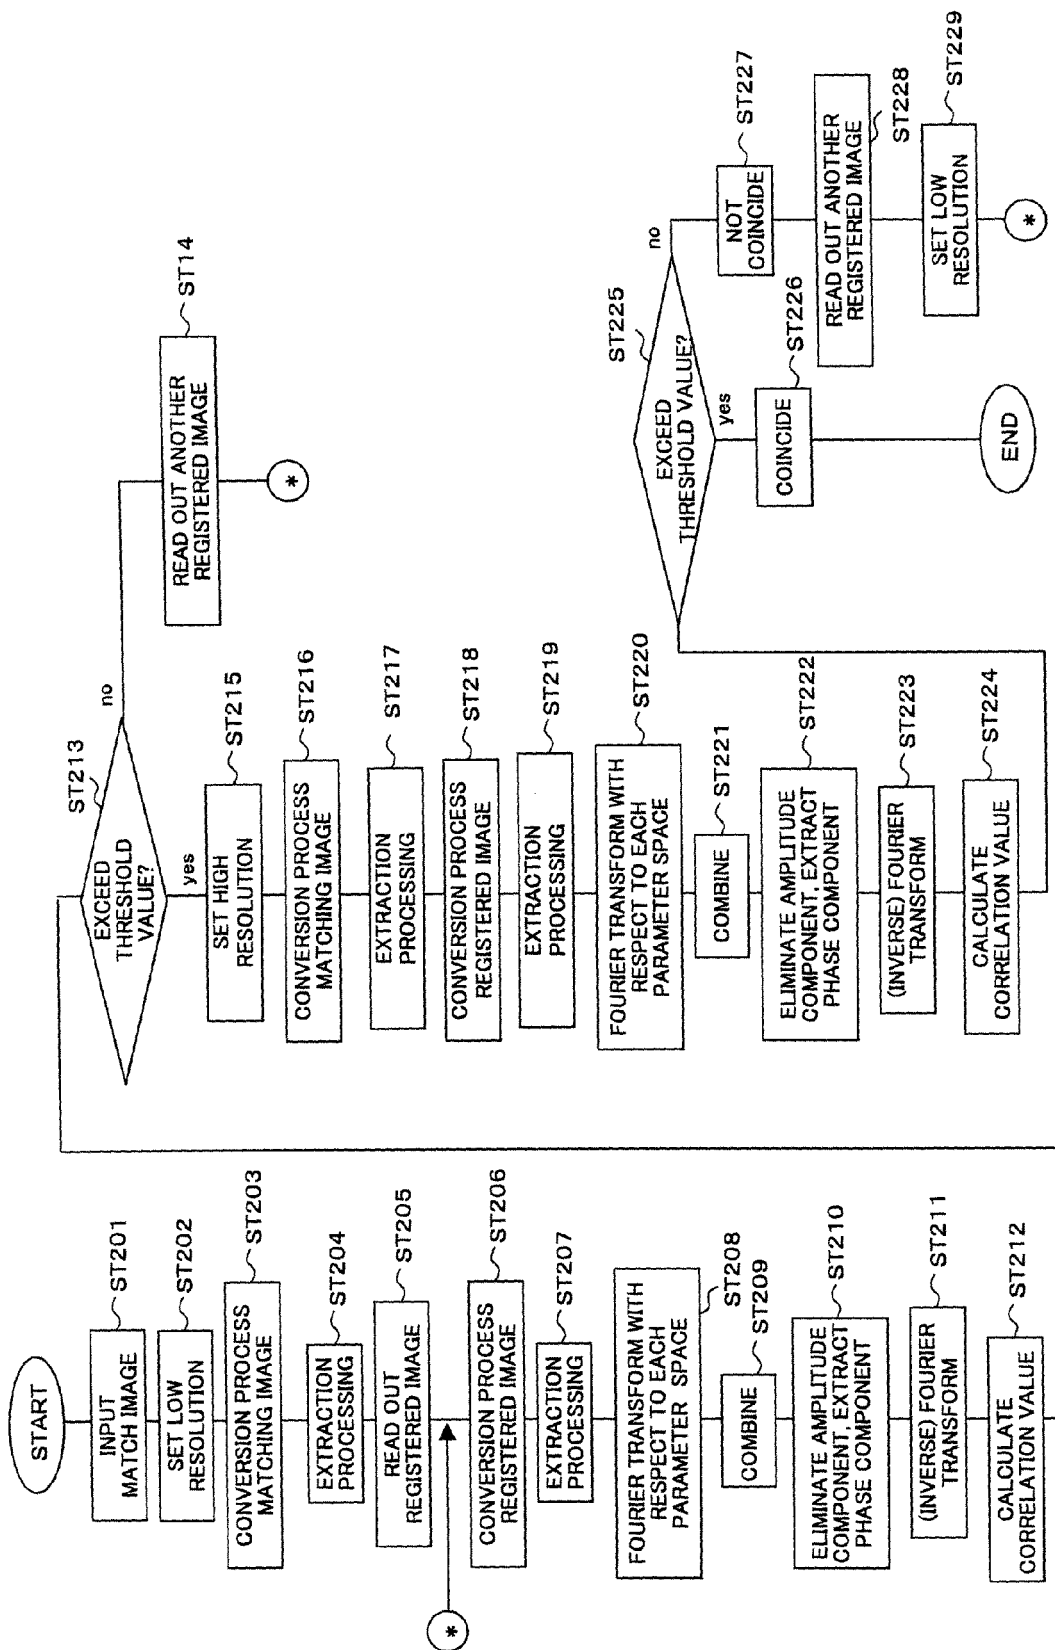 START
INPUT
MATCH IMAGE
ST201
SET LOW
RESOLUTION
ST202
CONVERSION PROCESS
MATCHING IMAGE
ST203
EXTRACTION
PROCESSING
ST204
READ OUT
REGISTERED IMAGE
ST205
*
CONVERSION PROCESS
REGISTERED IMAGE
ST206
EXTRACTION
PROCESSING
ST207
FOURIER TRANSFORM WITH
RESPECT TO EACH
PARAMETER SPACE
ST208
COMBINE
ST209
ELIMINATE AMPLITUDE
COMPONENT, EXTRACT
PHASE COMPONENT
ST210
(INVERSE) FOURIER
TRANSFORM
ST211
CALCULATE
CORRELATION VALUE
ST212
EXCEED
THRESHOLD
VALUE?
ST213
no
READ OUT ANOTHER
REGISTERED IMAGE
ST14
*
yes
SET HIGH
RESOLUTION
ST215
CONVERSION PROCESS
MATCHING IMAGE
ST216
EXTRACTION
PROCESSING
ST217
CONVERSION PROCESS
REGISTERED IMAGE
ST218
EXTRACTION
PROCESSING
ST219
FOURIER TRANSFORM WITH
RESPECT TO EACH
PARAMETER SPACE
ST220
COMBINE
ST221
ELIMINATE AMPLITUDE
COMPONENT, EXTRACT
PHASE COMPONENT
ST222
(INVERSE) FOURIER
TRANSFORM
ST223
CALCULATE
CORRELATION VALUE
ST224
EXCEED
THRESHOLD VALUE?
ST225
yes
COINCIDE
ST226
END
no
NOT
COINCIDE
ST227
READ OUT ANOTHER
REGISTERED IMAGE
ST228
SET LOW
RESOLUTION
ST229
*